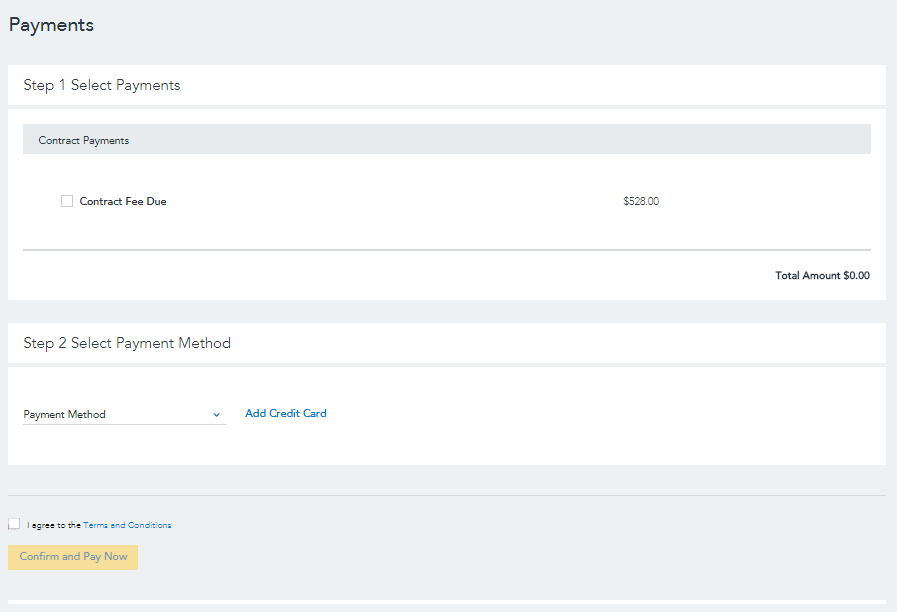 Payments
Step 1 Select Payments
Contract Payments
Contract Fee Due $528.00
Total Amount $0.00
Step 2 Select Payment Method
Payment Method Add Credit Card
I agree to the Terms and Conditions
Confirm and Pay Now